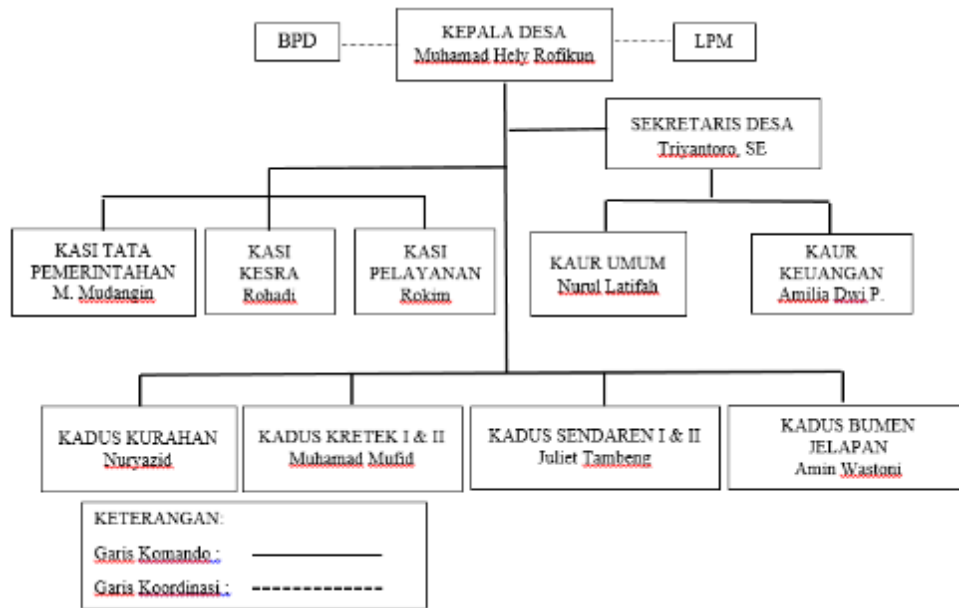 BPD
KEPALA DESA
Muhamad Hely Rofikun
LPM
SEKRETARIS DESA
Triyantoro, SE
KASI TATA
PEMERINTAHAN
M. Mudangin
KASI
KESRA
Rohadi
KASI
PELAYANAN
Rokim
KAUR UMUM
Nurul Latifah
KAUR
KEUANGAN
Amilia Dwi P.
KADUS KURAHAN
Nuryazid
KADUS KRETEK I & II
Muhamad Mufid
KADUS SENDAREN I & II
Juliet Tambeng
KADUS BUMEN
JELAPAN
Amin Wastoni
KETERANGAN:
Garis Komando :
Garis Koordinasi :